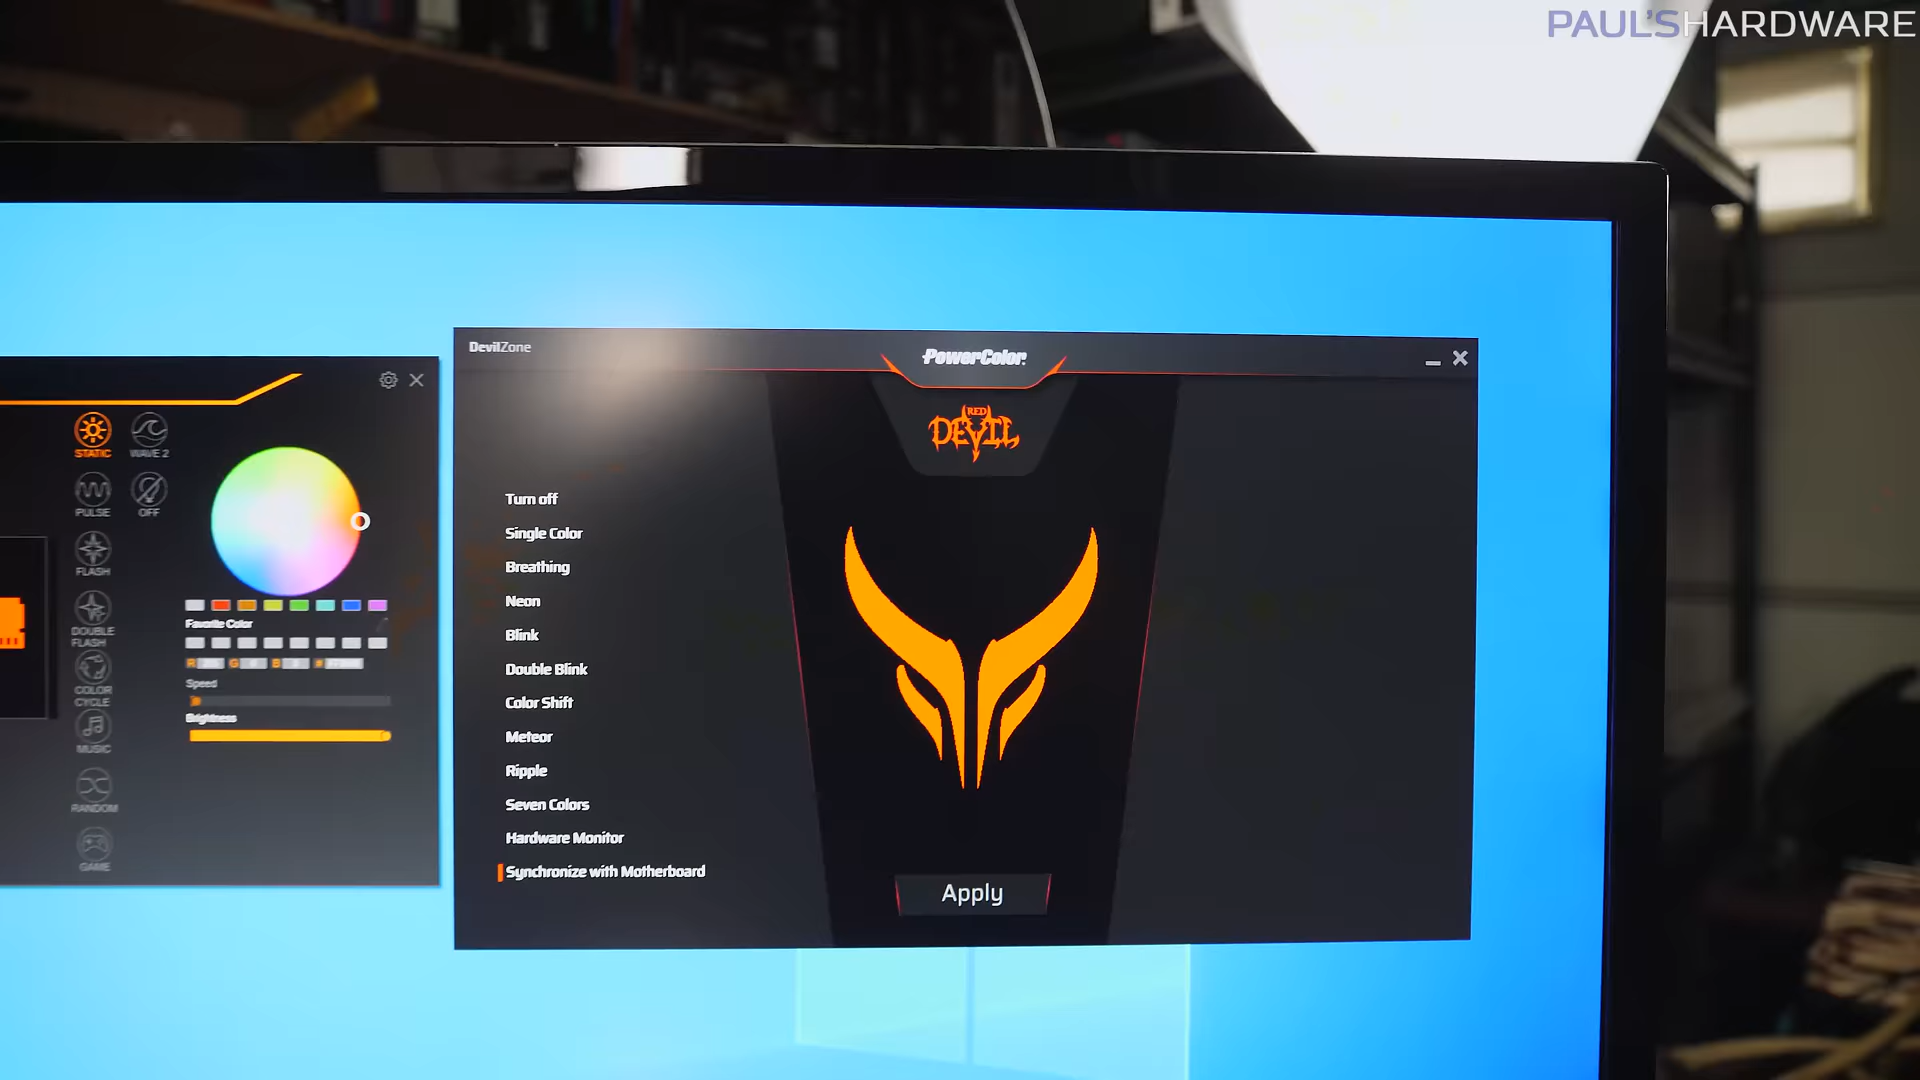 PAUL'SHARDWARE
DevilZone
PowerColor
RED
DEVIL
Turn off
Single Color
Breathing
Neon
Blink
Double Blink
Color Shift
Meteor
Ripple
Seven Colors
Hardware Monitor
Synchronize with Motherboard
Apply
STATIC
WAVE 2
PULSE
OFF
FLASH
DOUBLE
FLASH
COLOR
CYCLE
MUSIC
RANDOM
GAME
Favorite Color
R
G
B
#
Speed
Brightness